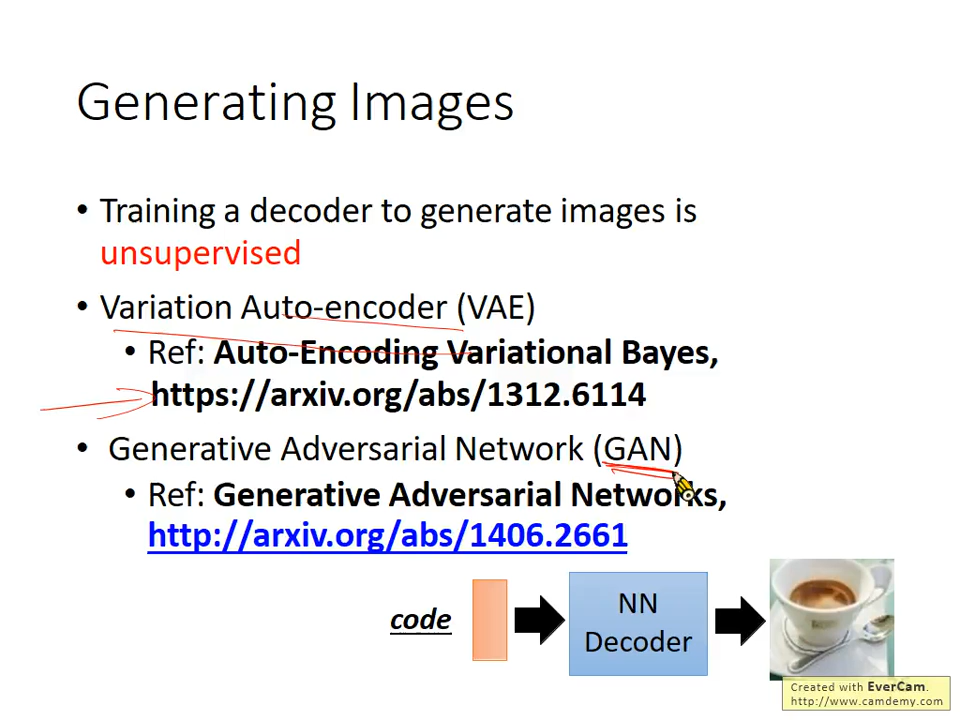 Generating Images
• Training a decoder to generate images is
unsupervised
• Variation Auto-encoder (VAE)
• Ref: Auto-Encoding Variational Bayes,
https://arxiv.org/abs/1312.6114
• Generative Adversarial Network (GAN)
• Ref: Generative Adversarial Networks,
http://arxiv.org/abs/1406.2661
code
NN
Decoder
Created with EverCam.
http://www.camdemy.com